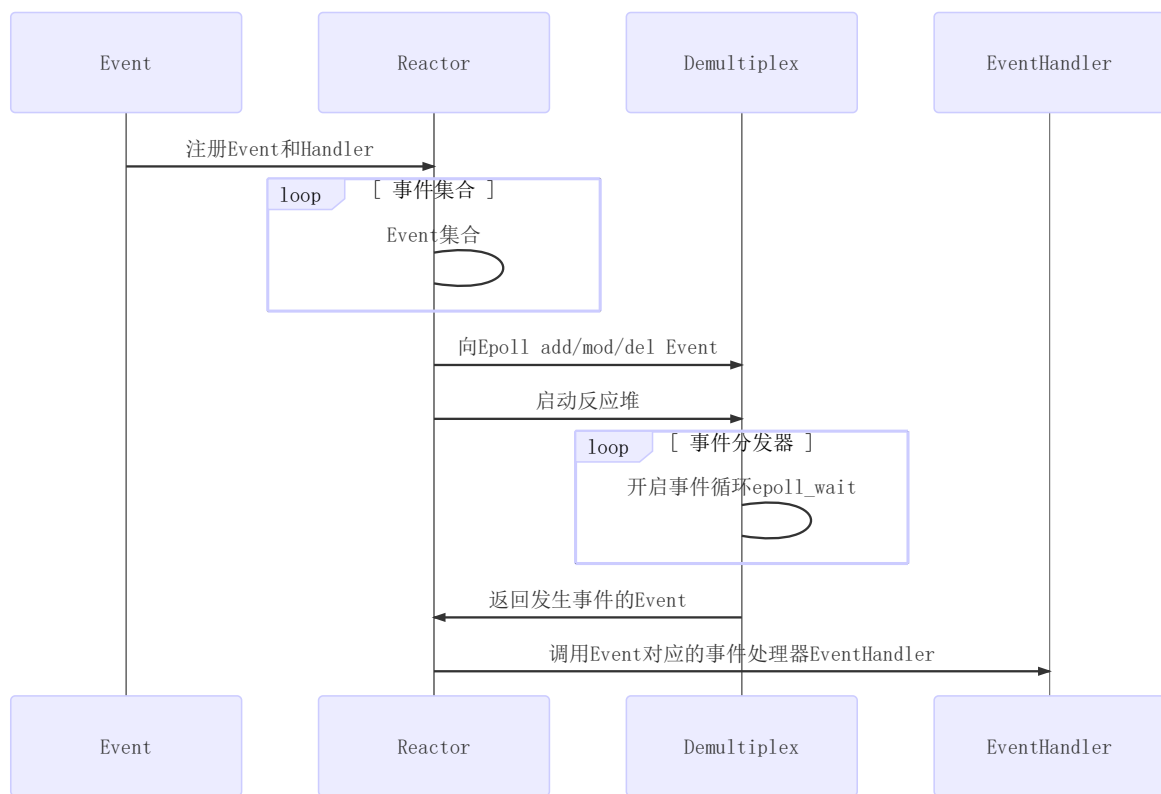 Event
Reactor
Demultiplex
EventHandler
注册Event和Handler
loop
[ 事件集合 ]
Event集合
向Epoll add/mod/del Event
启动反应堆
loop
[ 事件分发器 ]
开启事件循环epoll_wait
返回发生事件的Event
调用Event对应的事件处理器EventHandler
Event
Reactor
Demultiplex
EventHandler